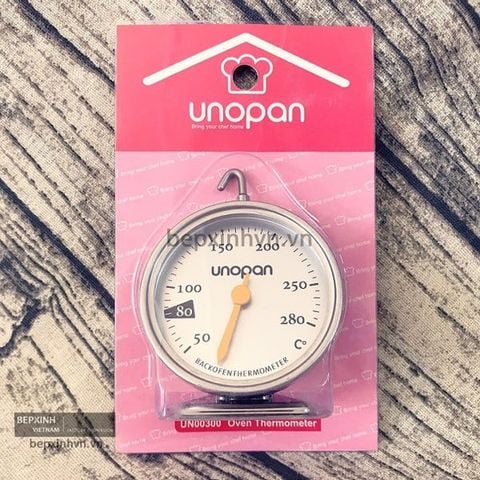 unopan
Bring your chef home
bepxinhvn.vn
150
200
unopan
100
250
80
280
50
C°
BACKOFENTHERMOMETER
UN00300 Oven Thermometer
BEPXINH
VIETNAM
bepxinhvn.vn